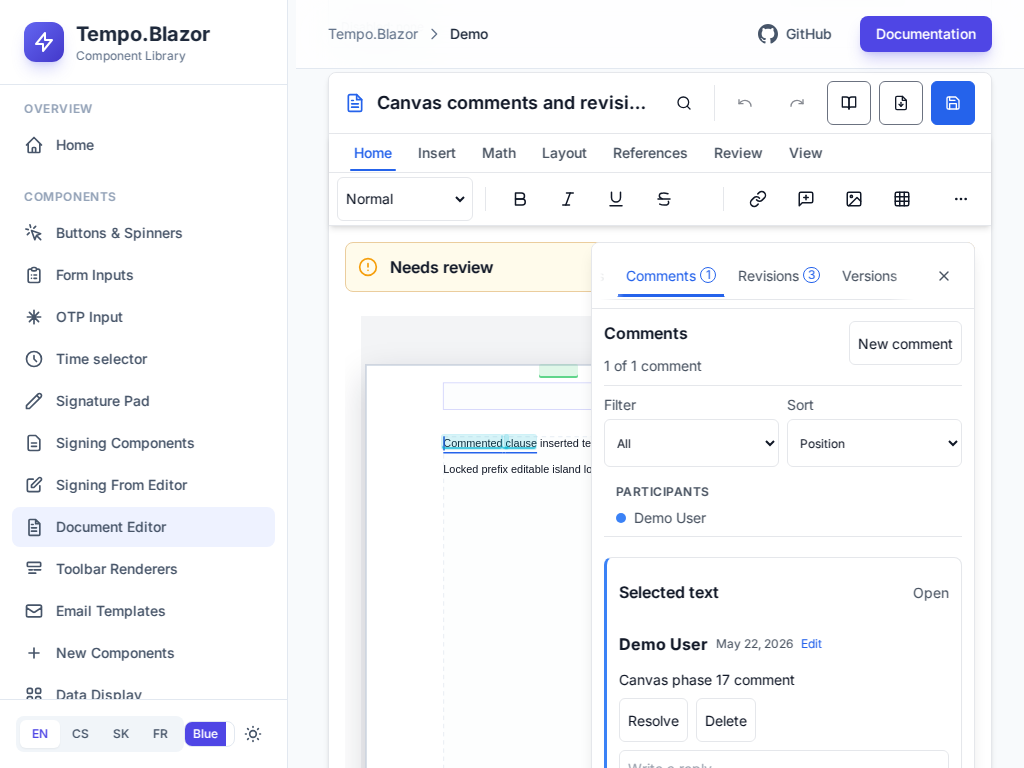 Tempo.Blazor
Component Library
OVERVIEW
Home
COMPONENTS
Buttons & Spinners
Form Inputs
OTP Input
Time selector
Signature Pad
Signing Components
Signing From Editor
Document Editor
Toolbar Renderers
Email Templates
New Components
Data Display
EN CS SK FR Blue
Tempo.Blazor Demo
GitHub
Documentation
Canvas comments and revisi...
Home Insert Math Layout References Review View
Normal
Needs review
Commented clause inserted te
Locked prefix editable island lo
Comments 1 Revisions 3 Versions
Comments
1 of 1 comment
New comment
Filter Sort
All Position
PARTICIPANTS
Demo User
Selected text Open
Demo User May 22, 2026 Edit
Canvas phase 17 comment
Resolve Delete
Write a reply